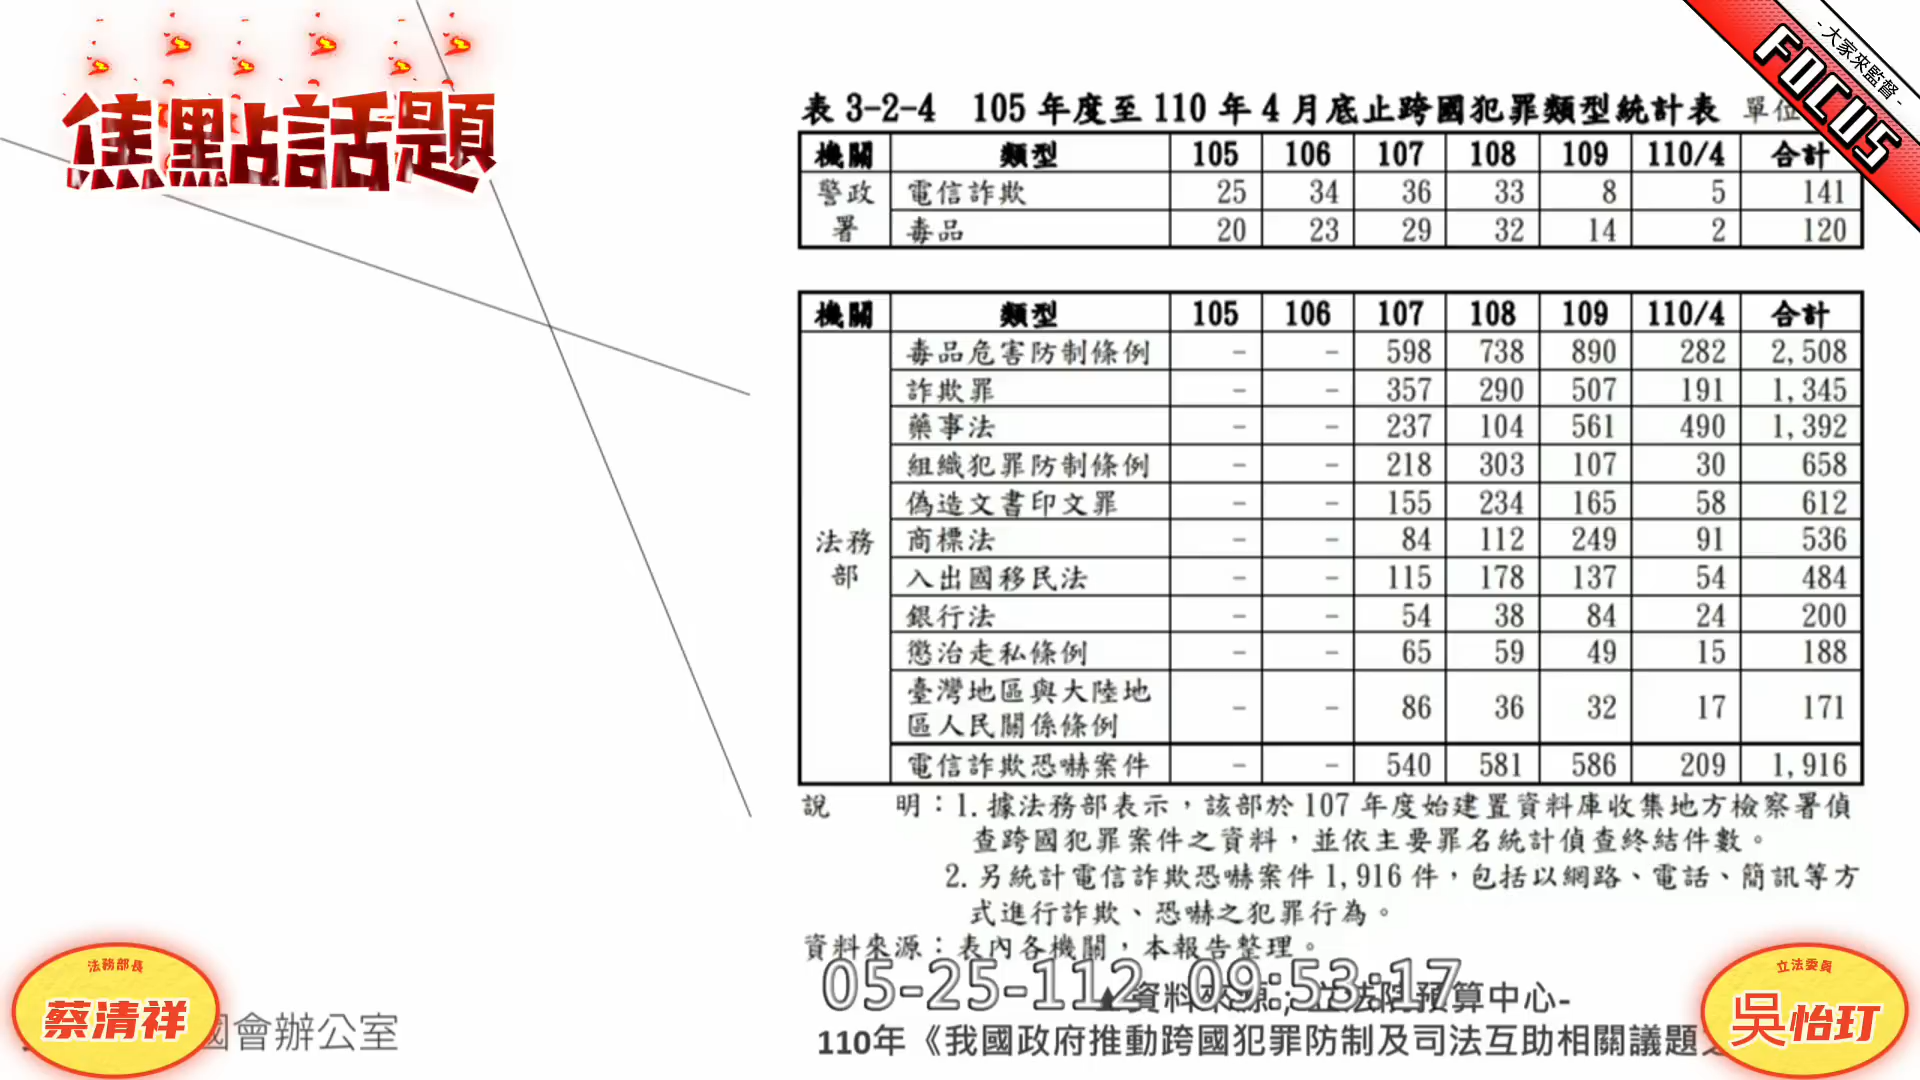 焦點話題
-大家來監督-
FOCUS
表 3-2-4 105 年度至 110 年 4 月底止跨國犯罪類型統計表 單位
機關 類型 105 106 107 108 109 110/4 合計
警政署 電信詐欺 25 34 36 33 8 5 141
毒品 20 23 29 32 14 2 120
機關 類型 105 106 107 108 109 110/4 合計
法務部 毒品危害防制條例 – – 598 738 890 282 2,508
詐欺罪 – – 357 290 507 191 1,345
藥事法 – – 237 104 561 490 1,392
組織犯罪防制條例 – – 218 303 107 30 658
偽造文書印文罪 – – 155 234 165 58 612
商標法 – – 84 112 249 91 536
入出國移民法 – – 115 178 137 54 484
銀行法 – – 54 38 84 24 200
懲治走私條例 – – 65 59 49 15 188
臺灣地區與大陸地區人民關係條例 – – 86 36 32 17 171
電信詐欺恐嚇案件 – – 540 581 586 209 1,916
說 明：1. 據法務部表示，該部於 107 年度始建置資料庫收集地方檢察署偵
查跨國犯罪案件之資料，並依主要罪名統計偵查終結件數。
2. 另統計電信詐欺恐嚇案件 1,916 件，包括以網路、電話、簡訊等方
式進行詐欺、恐嚇之犯罪行為。
資料來源：表內各機關，本報告整理。
05-25-112 09:53:17
▲資料來源；立法院預算中心-
110年《我國政府推動跨國犯罪防制及司法互助相關議題
法務部長
蔡清祥
國會辦公室
立法委員
吳怡玎